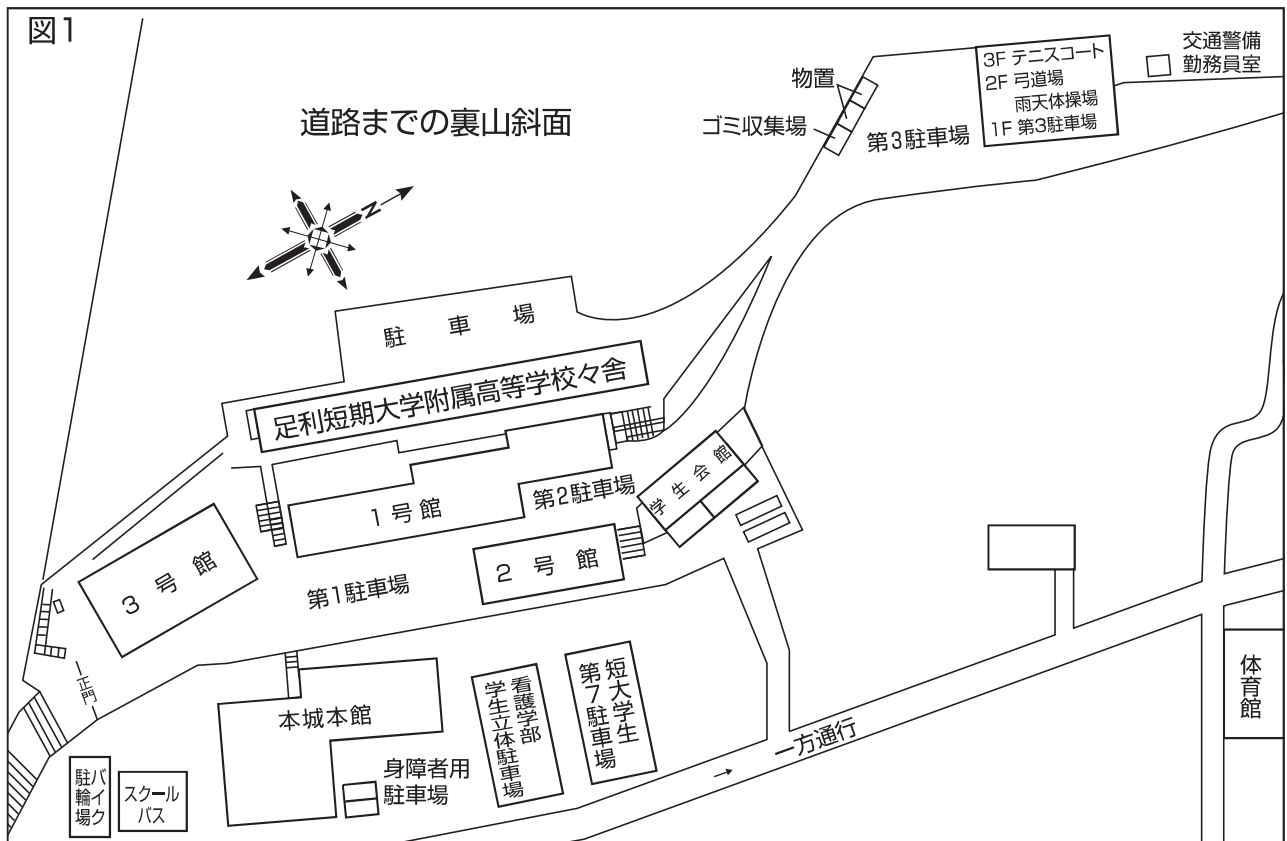 図1
道路までの裏山斜面
N
物置
ゴミ収集場
第3駐車場
3F テニスコート
2F 弓道場
雨天体操場
1F 第3駐車場
交通警備
勤務員室
駐車場
足利短期大学附属高等学校々舎
1号館
第2駐車場
学生会館
2号館
3号館
第1駐車場
正門
本城本館
身障者用
駐車場
看護学部
学生立体駐車場
短大学生
第7駐車場
一方通行
体育館
バイク
駐輪場
スクール
バス